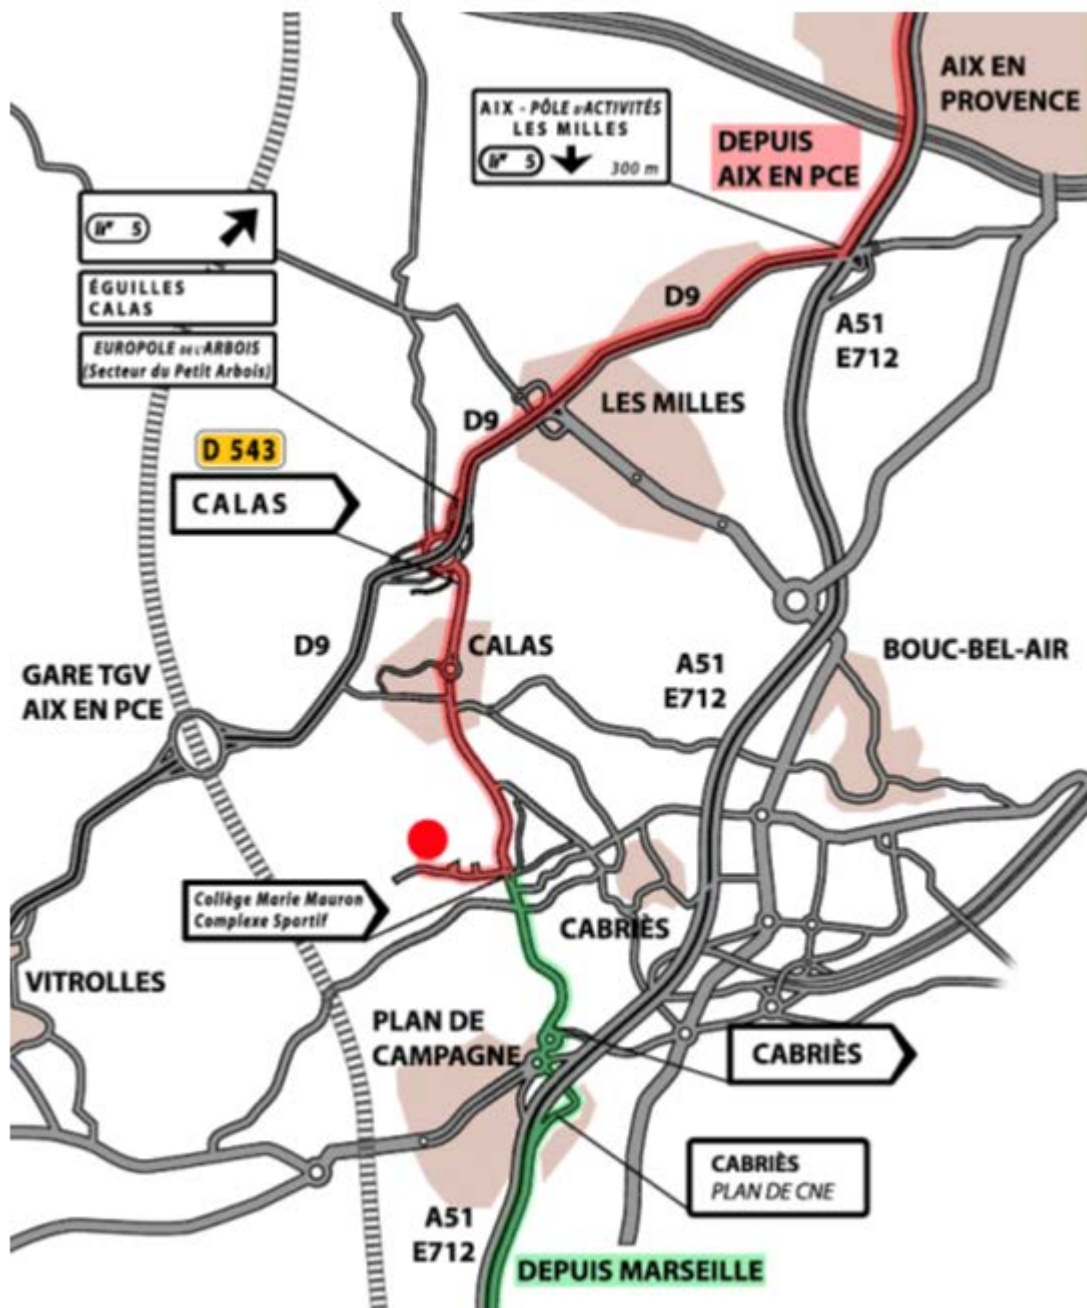 AIX EN
PROVENCE
AIX - PÔLE D'ACTIVITÉS
LES MILLES
n° 5
300 m
DEPUIS
AIX EN PCE
n° 5
ÉGUILLES
CALAS
EUROPOLE DE L'ARBOIS
(Secteur du Petit Arbois)
D9
A51
E712
LES MILLES
D9
D 543
CALAS
D9
CALAS
A51
E712
BOUC-BEL-AIR
GARE TGV
AIX EN PCE
Collège Marie Mauron
Complexe Sportif
CABRIÈS
VITROLLES
PLAN DE
CAMPAGNE
CABRIÈS
CABRIÈS
PLAN DE CNE
A51
E712
DEPUIS MARSEILLE